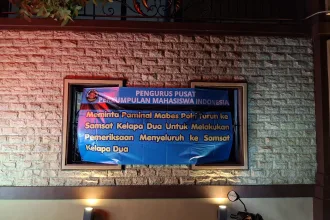 PENGURUS PUSAT
PERKUMPULAN MAHASISWA INDONESIA
Meminta Paminal Mabes Polri Turun ke
Samsat Kelapa Dua Untuk Melakukan
Pemeriksaan Menyeluruh ke Samsat
Kelapa Dua